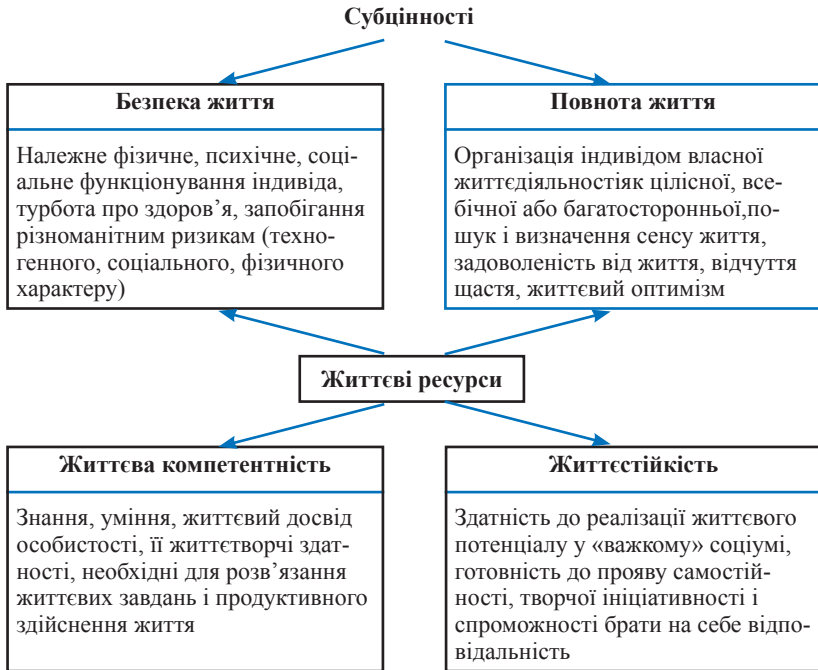 Субцінності
Безпека життя
Належне фізичне, психічне, соці-
альне функціонування індивіда,
турбота про здоров’я, запобігання
різноманітним ризикам (техно-
генного, соціального, фізичного
характеру)
Повнота життя
Організація індивідом власної
життєдіяльностіяк цілісної, все-
бічної або багатосторонньої,по-
шук і визначення сенсу життя,
задоволеність від життя, відчуття
щастя, життєвий оптимізм
Життєві ресурси
Життєва компетентність
Знання, уміння, життєвий досвід
особистості, її життєтворчі здат-
ності, необхідні для розв’язання
життєвих завдань і продуктивного
здійснення життя
Життєстійкість
Здатність до реалізації життєвого
потенціалу у «важкому» соціумі,
готовність до прояву самостій-
ності, творчої ініціативності і
спроможності брати на себе відпо-
відальність